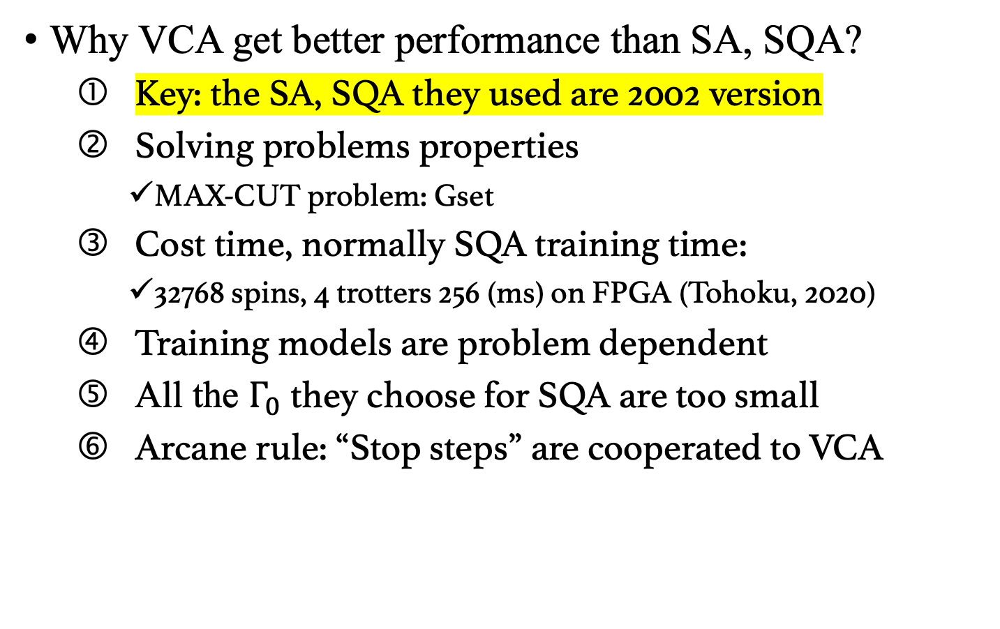 • Why VCA get better performance than SA, SQA?
① Key: the SA, SQA they used are 2002 version
② Solving problems properties
✓MAX-CUT problem: Gset
③ Cost time, normally SQA training time:
✓32768 spins, 4 trotters 256 (ms) on FPGA (Tohoku, 2020)
④ Training models are problem dependent
⑤ All the Γ₀ they choose for SQA are too small
⑥ Arcane rule: “Stop steps” are cooperated to VCA